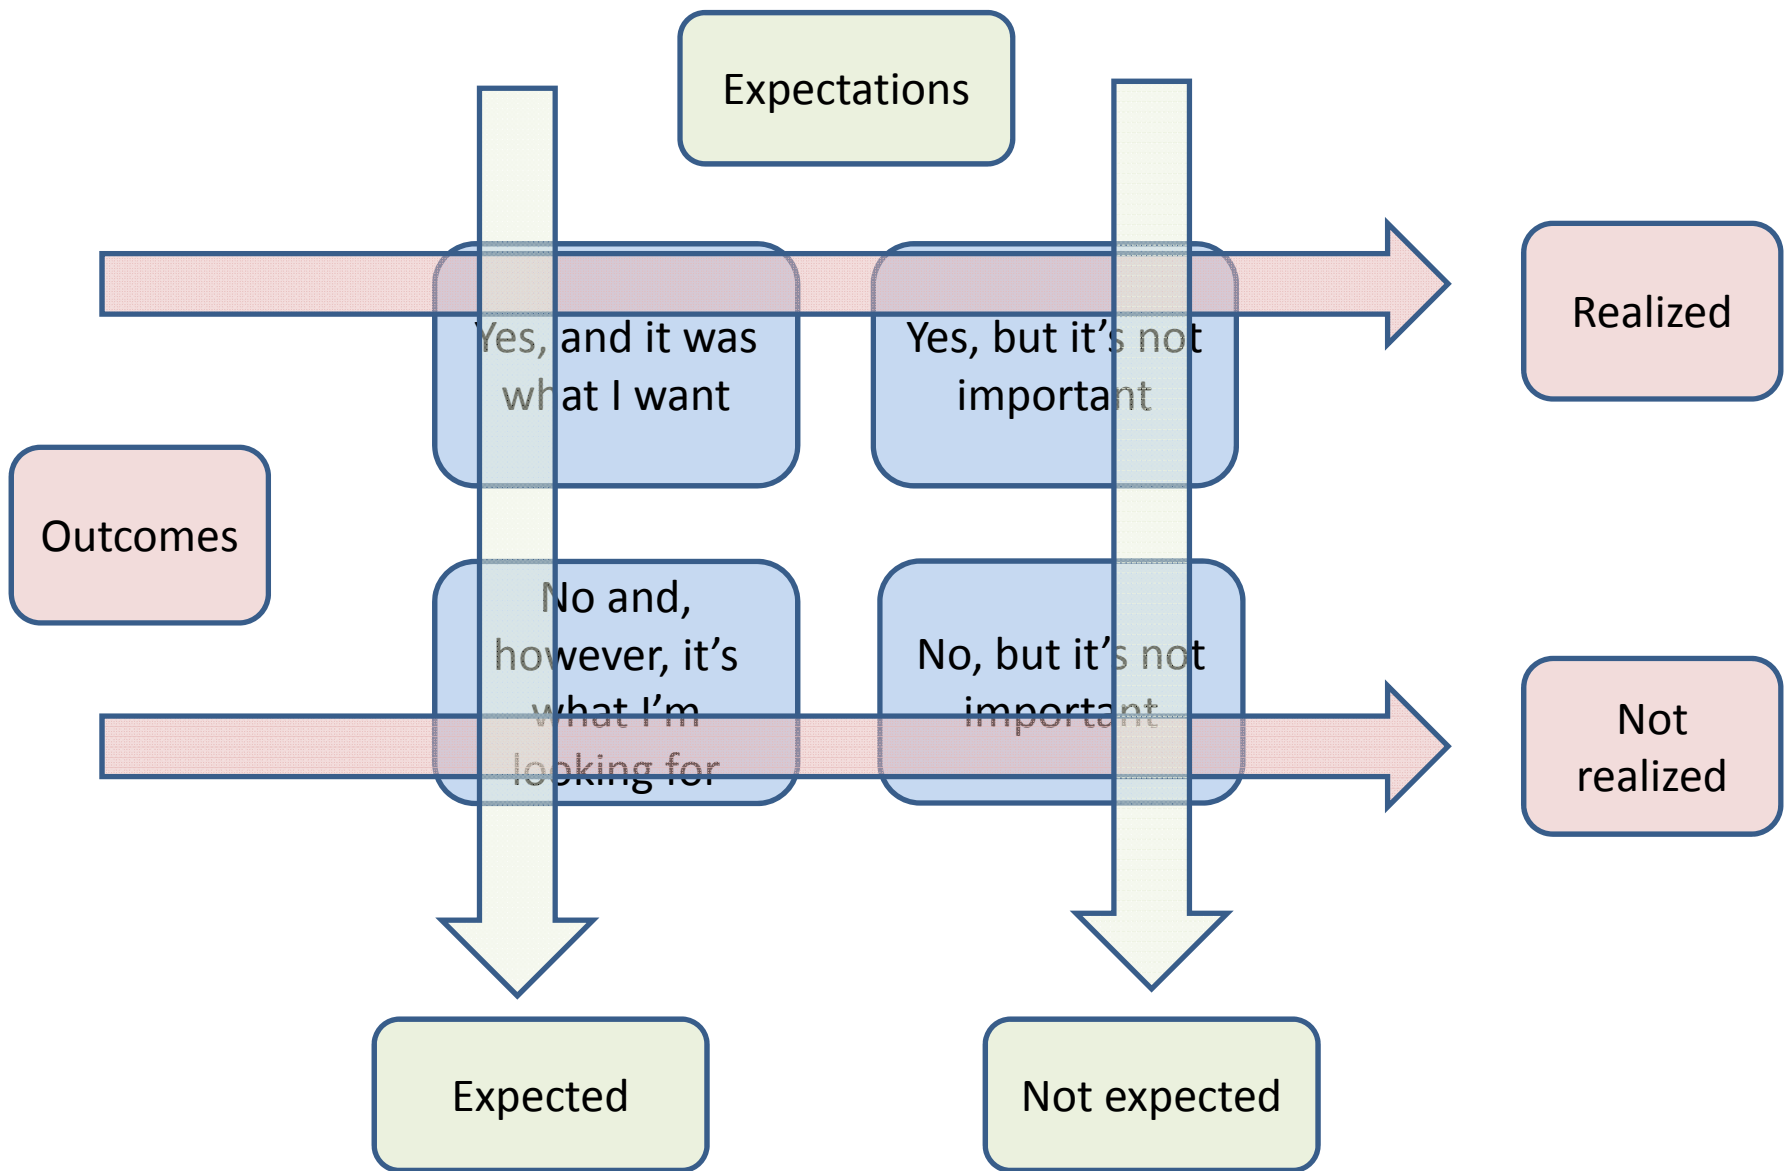 Expectations
Realized
Yes, and it was
what I want
Yes, but it’s not
important
Outcomes
No and,
however, it’s
what I’m
looking for
No, but it’s not
important
Not
realized
Expected
Not expected